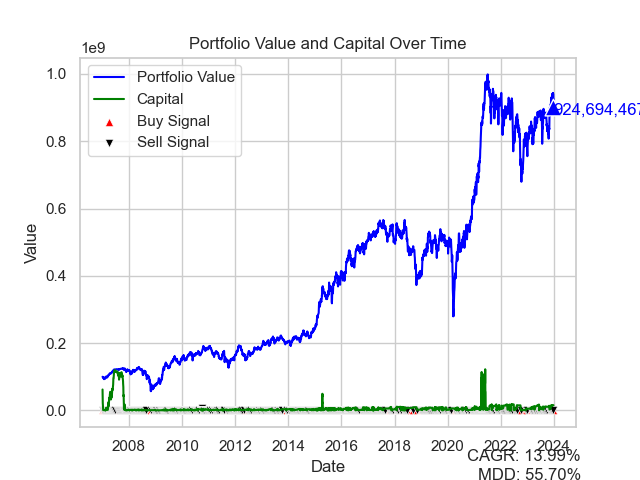 Portfolio Value and Capital Over Time
1e9
Portfolio Value
Capital
Buy Signal
Sell Signal
1.0
0.8
0.6
0.4
0.2
0.0
Value
924,694,467
2008 2010 2012 2014 2016 2018 2020 2022 2024
Date
CAGR: 13.99%
MDD: 55.70%